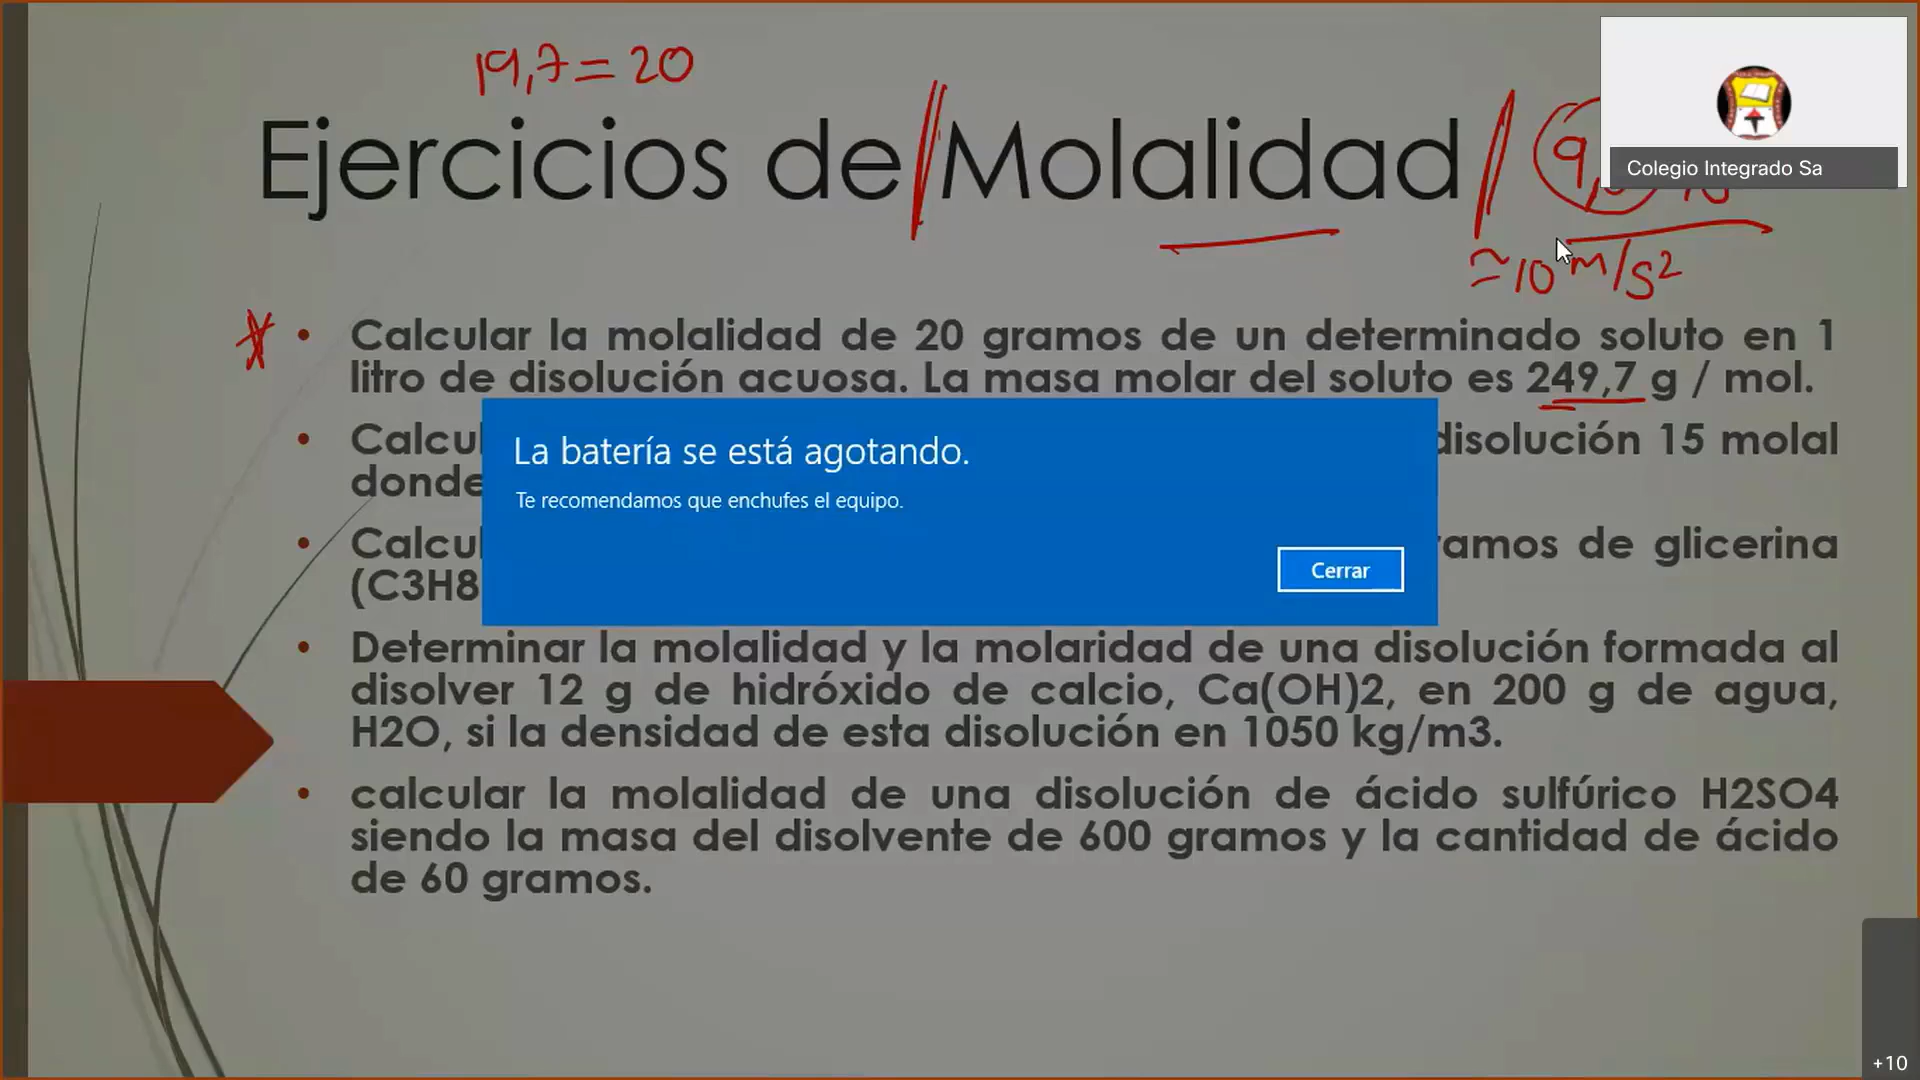 19,7 = 20
Ejercicios de Molalidad
Colegio Integrado Sa
≅ 10 m/s2
• Calcular la molalidad de 20 gramos de un determinado soluto en 1
litro de disolución acuosa. La masa molar del soluto es 249,7 g / mol.
• disolución 15 molal
donde
• de glicerina
(C3H8
La batería se está agotando.
Te recomendamos que enchufes el equipo.
Cerrar
• Determinar la molalidad y la molaridad de una disolución formada al
disolver 12 g de hidróxido de calcio, Ca(OH)2, en 200 g de agua,
H2O, si la densidad de esta disolución en 1050 kg/m3.
• calcular la molalidad de una disolución de ácido sulfúrico H2SO4
siendo la masa del disolvente de 600 gramos y la cantidad de ácido
de 60 gramos.
+10